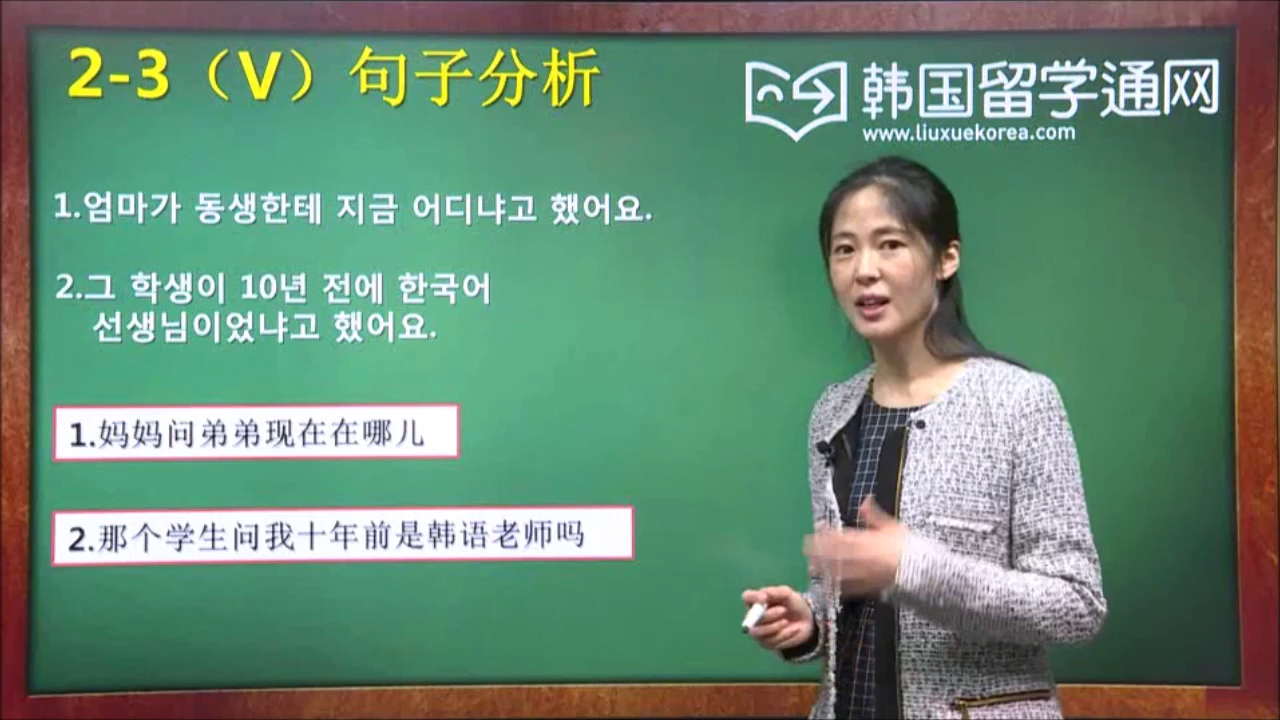 2-3（V）句子分析
韩国留学通网
www.liuxuekorea.com
1.엄마가 동생한테 지금 어디냐고 했어요.
2.그 학생이 10년 전에 한국어
선생님이었냐고 했어요.
1.妈妈问弟弟现在在哪儿
2.那个学生问我十年前是韩语老师吗